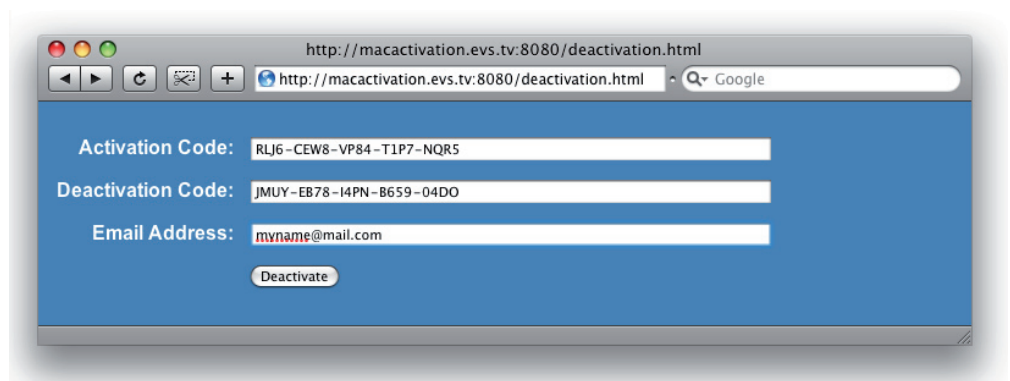 http://macactivation.evs.tv:8080/deactivation.html
+ http://macactivation.evs.tv:8080/deactivation.html Google
Activation Code: RLJ6-CEW8-VP84-T1P7-NQR5
Deactivation Code: JMUY-EB78-I4PN-B659-04DO
Email Address: myname@mail.com
Deactivate